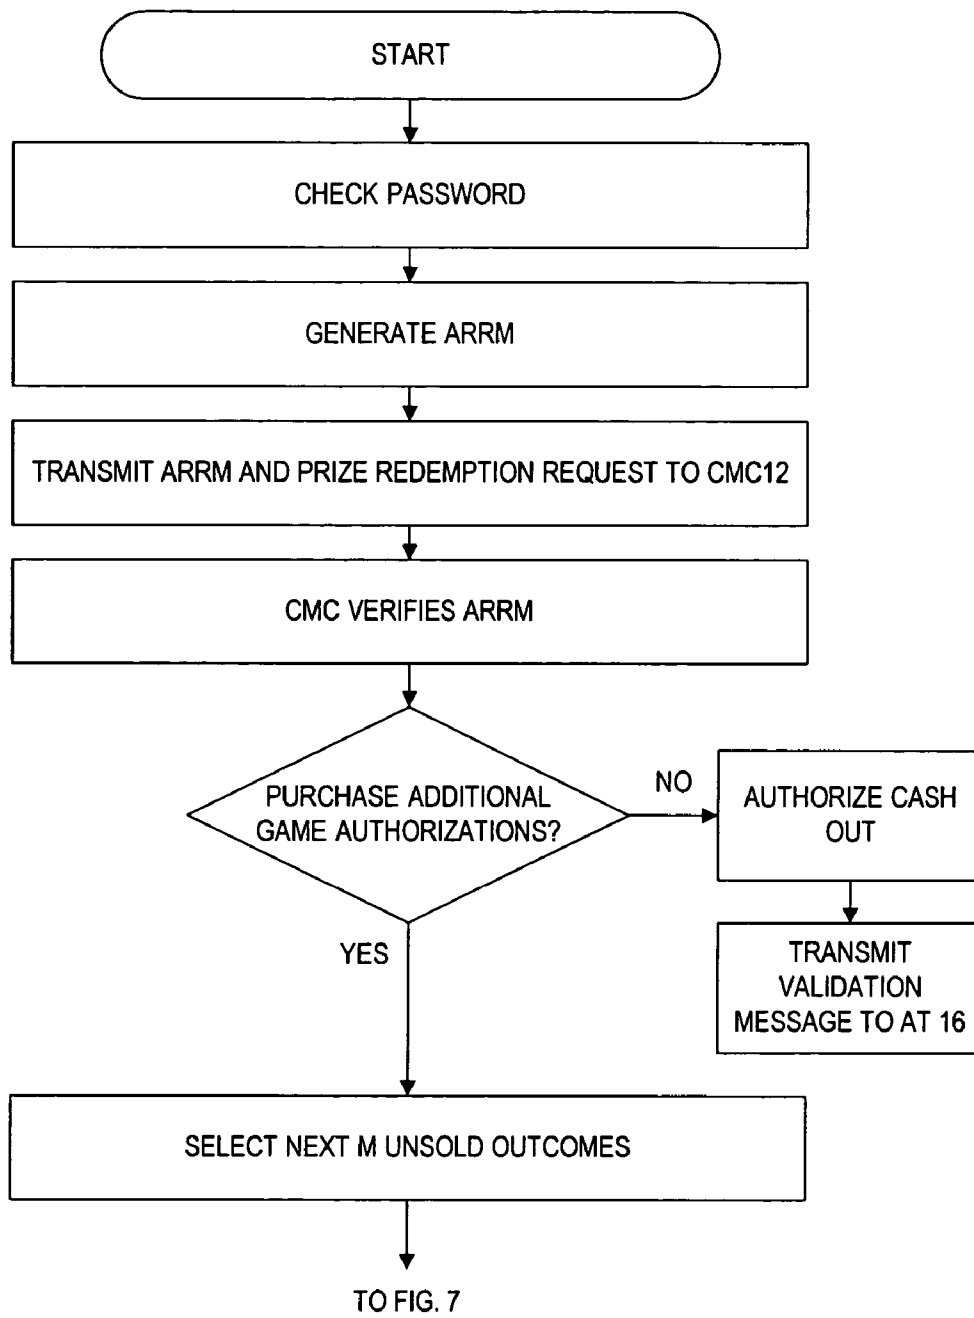 START
CHECK PASSWORD
GENERATE ARRM
TRANSMIT ARRM AND PRIZE REDEMPTION REQUEST TO CMC12
CMC VERIFIES ARRM
PURCHASE ADDITIONAL
GAME AUTHORIZATIONS?
NO
AUTHORIZE CASH
OUT
TRANSMIT
VALIDATION
MESSAGE TO AT 16
YES
SELECT NEXT M UNSOLD OUTCOMES
TO FIG. 7